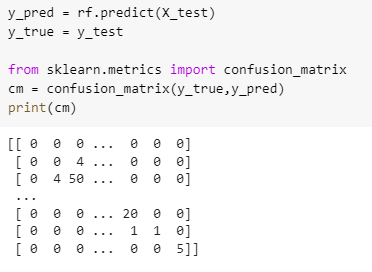 y_pred = rf.predict(X_test)
y_true = y_test
from sklearn.metrics import confusion_matrix
cm = confusion_matrix(y_true,y_pred)
print(cm)
[[ 0  0  0 ...  0  0  0]
 [ 0  0  4 ...  0  0  0]
 [ 0  4 50 ...  0  0  0]
 ...
 [ 0  0  0 ... 20  0  0]
 [ 0  0  0 ...  1  1  0]
 [ 0  0  0 ...  0  0  5]]